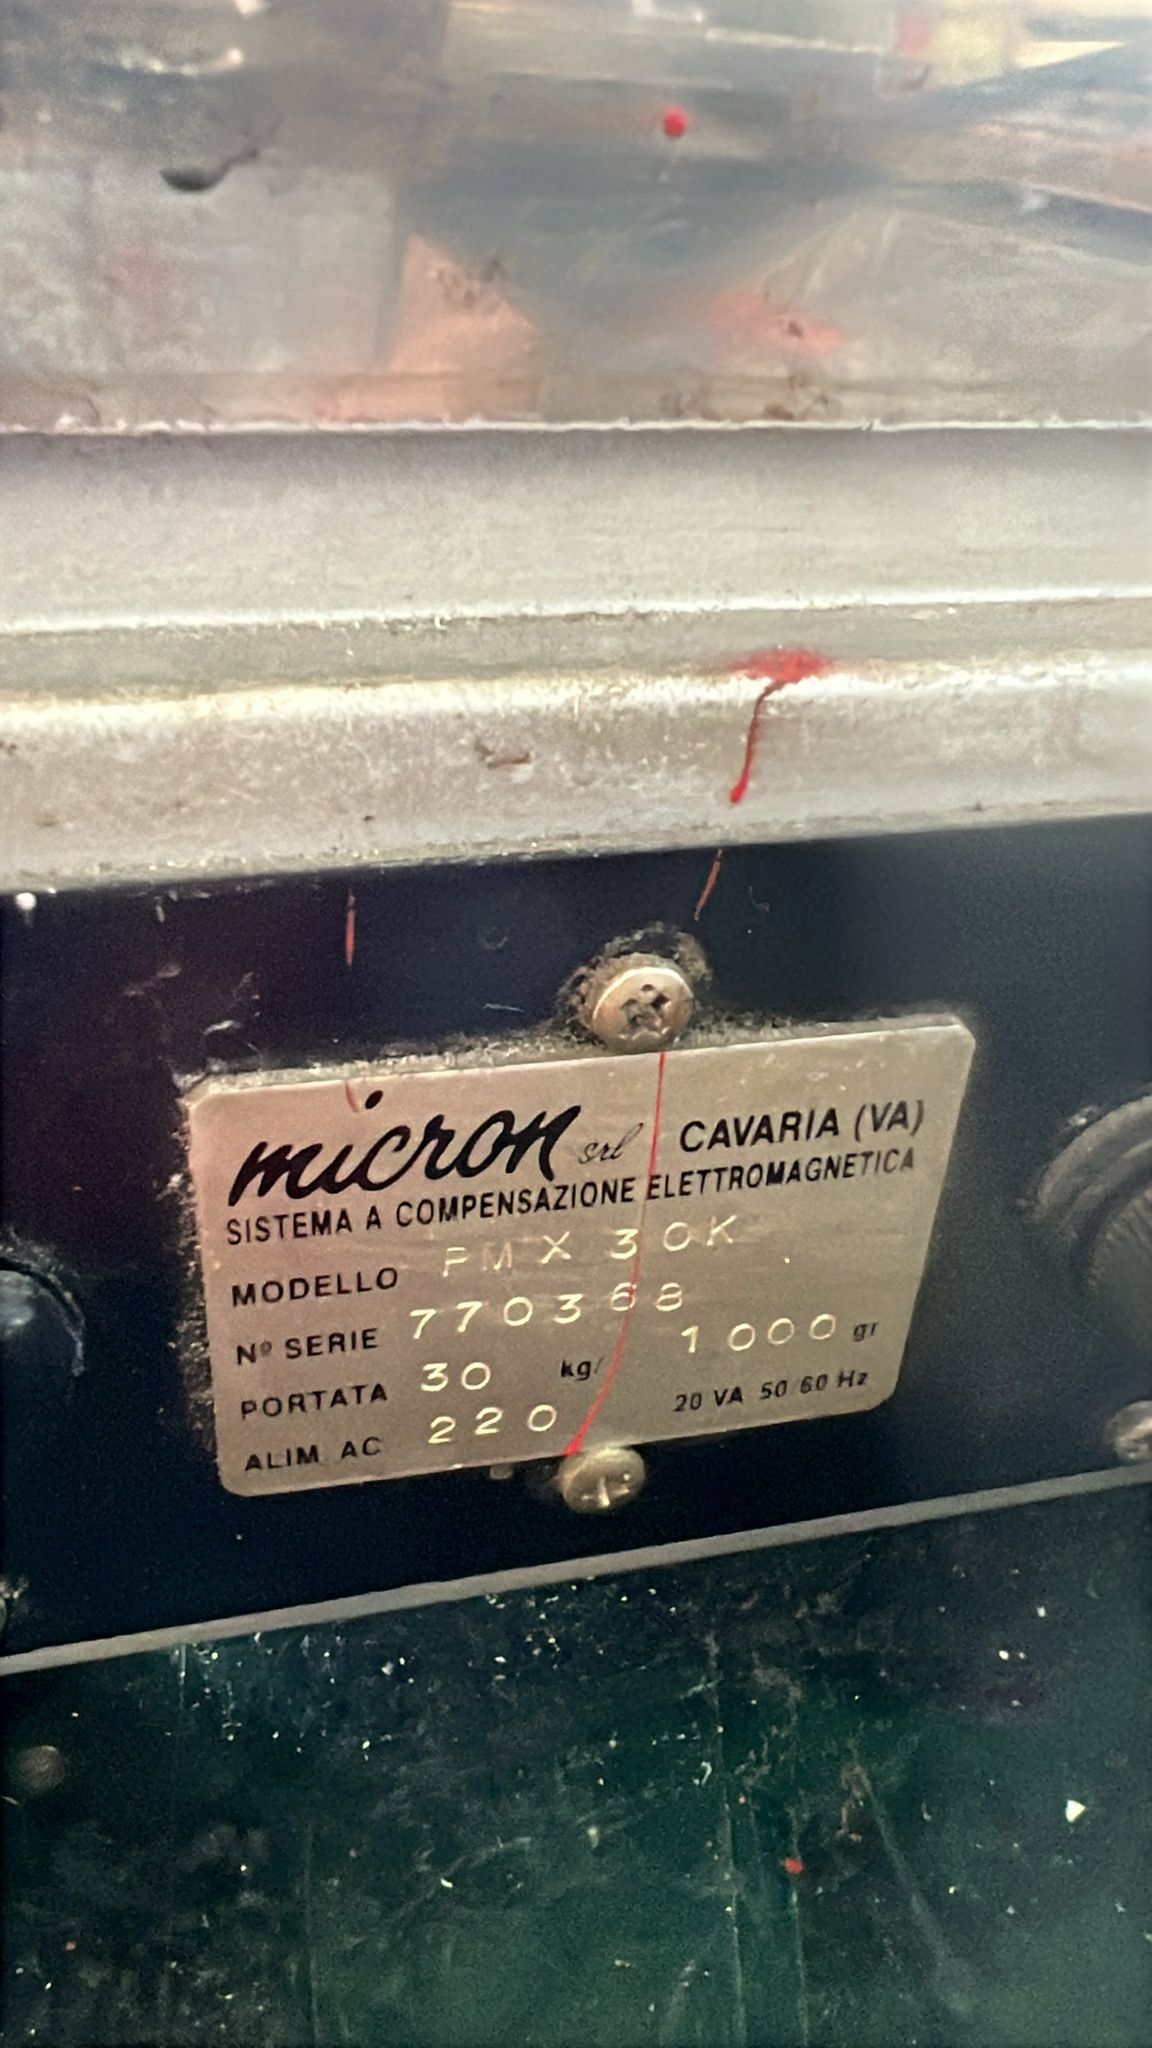 micron srl CAVARIA (VA)
SISTEMA A COMPENSAZIONE ELETTROMAGNETICA
MODELLO PMX 30K
Nº SERIE 770368
PORTATA 30 kg/ 1000 gr
ALIM AC 220 20 VA 50 60 Hz